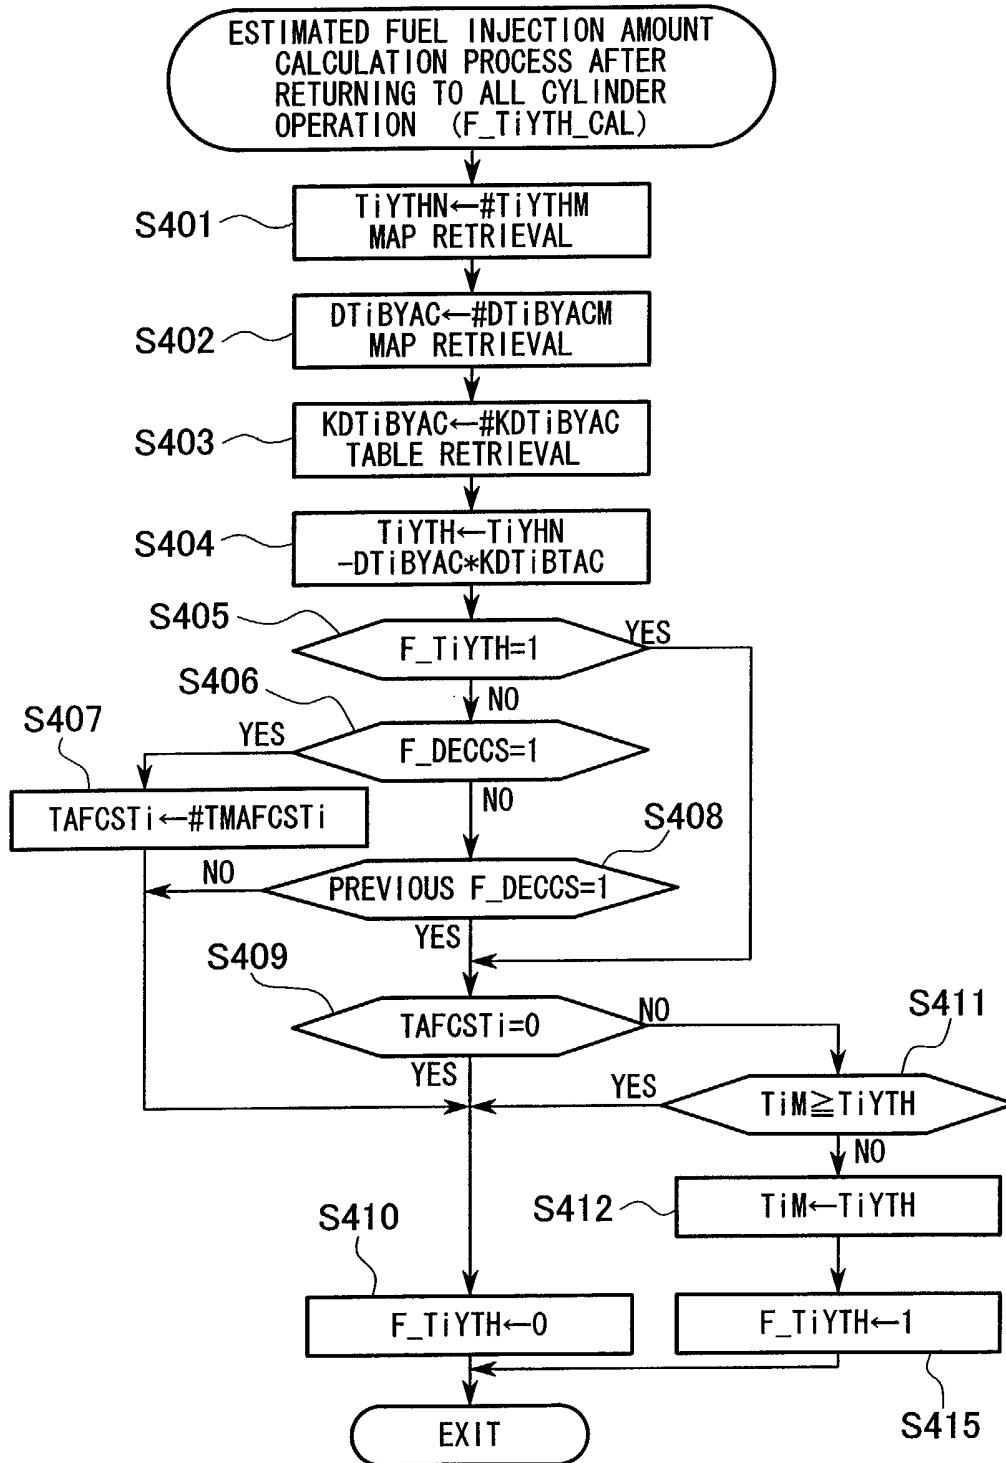 ESTIMATED FUEL INJECTION AMOUNT
CALCULATION PROCESS AFTER
RETURNING TO ALL CYLINDER
OPERATION (F_TiYTH_CAL)
S401
TiYTHN←#TiYTHM
MAP RETRIEVAL
S402
DTiBYAC←#DTiBYACM
MAP RETRIEVAL
S403
KDTiBYAC←#KDTiBYAC
TABLE RETRIEVAL
S404
TiYTH←TiYHN
-DTiBYAC*KDTiBTAC
S405
F_TiYTH=1
YES
NO
S406
F_DECCS=1
YES
NO
S407
TAFCSTi←#TMAFCSTi
S408
PREVIOUS F_DECCS=1
NO
YES
S409
TAFCSTi=0
NO
YES
S411
TiM≧TiYTH
YES
NO
S412
TiM←TiYTH
S410
F_TiYTH←0
F_TiYTH←1
S415
EXIT